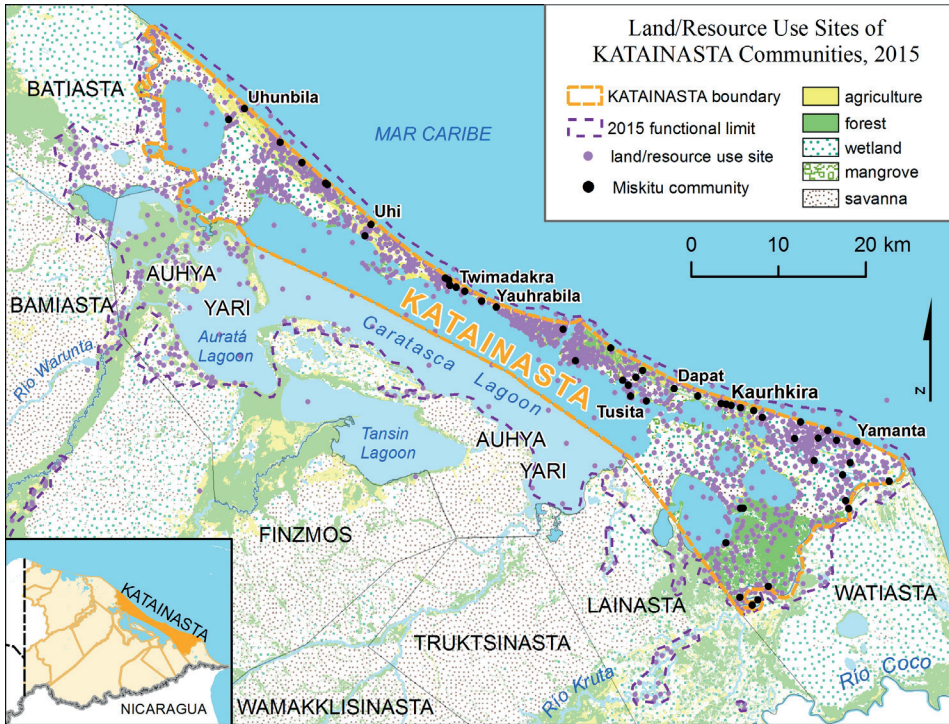 Land/Resource Use Sites of
KATAINASTA Communities, 2015
KATAINASTA boundary
2015 functional limit
land/resource use site
Miskitu community
agriculture
forest
wetland
mangrove
savanna
0 10 20 km
z
BATIASTA
Uhunbila
MAR CARIBE
Uhi
AUHYA
YARI
BAMIASTA
Auratá
Lagoon
Río Warunta
Twimadakra
Yauhrabila
KATAINASTA
Caratasca Lagoon
Dapat
Kaurhkira
Tusita
Yamanta
Tansin
Lagoon
AUHYA
YARI
FINZMOS
LAINASTA
WATIASTA
TRUKTSINASTA
Río Kruta
Río Coco
WAMAKKLISINASTA
KATAINASTA
NICARAGUA